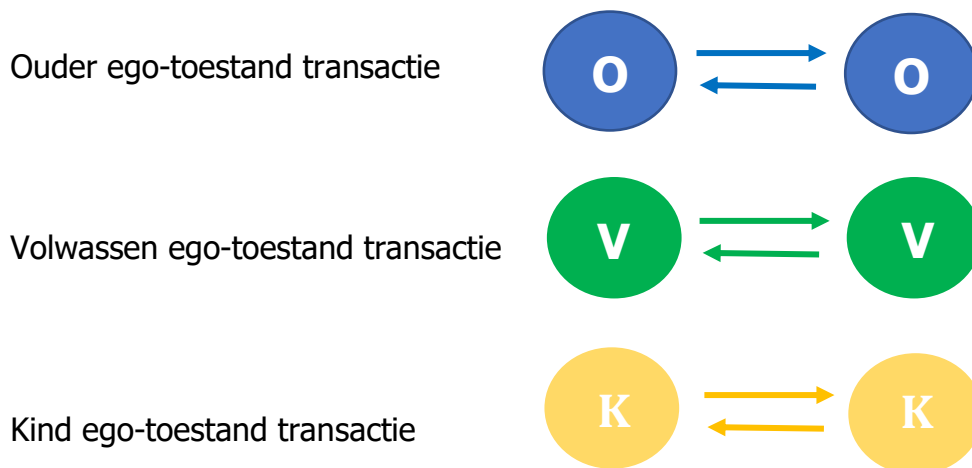 Ouder ego-toestand transactie O O
Volwassen ego-toestand transactie V V
Kind ego-toestand transactie K K